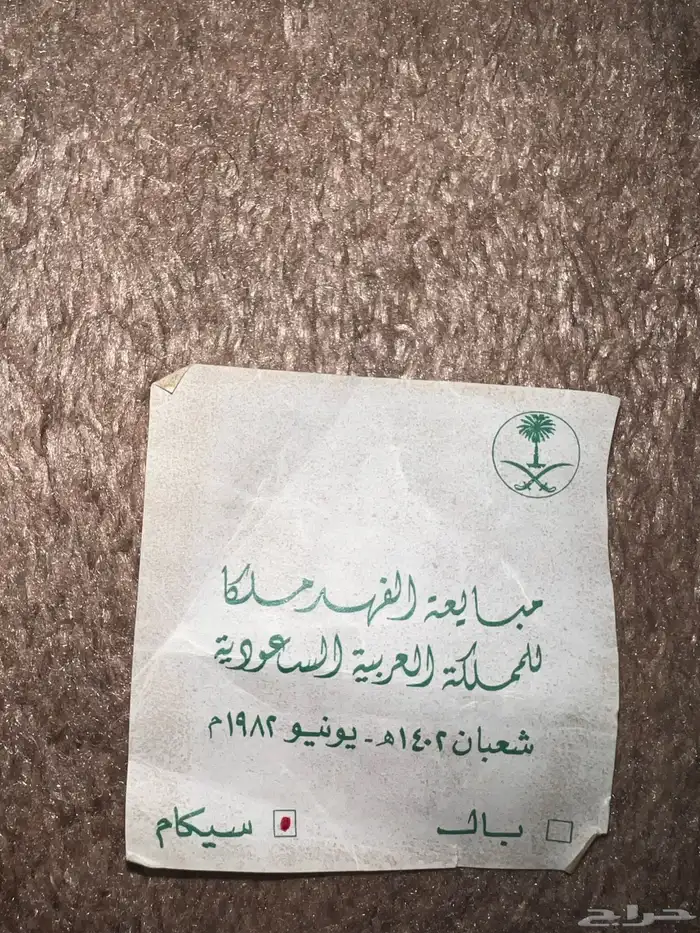 مبايعة الفهد ملكا
للمملكة العربية السعودية
شعبان ١٤٠٢هـ - يونيو ١٩٨٢م
بال سيكام
حراج